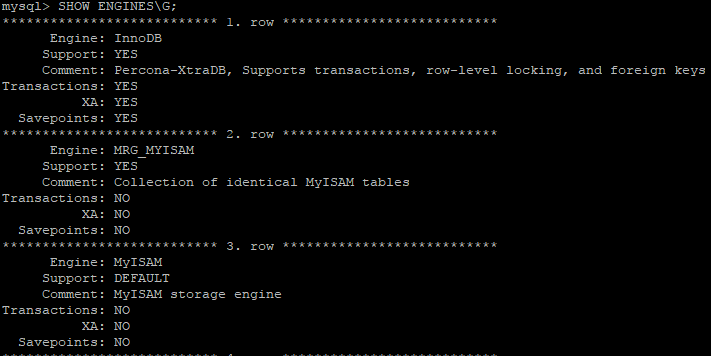 mysql> SHOW ENGINES\G;
*************************** 1. row ***************************
Engine: InnoDB
Support: YES
Comment: Percona-XtraDB, Supports transactions, row-level locking, and foreign keys
Transactions: YES
XA: YES
Savepoints: YES
*************************** 2. row ***************************
Engine: MRG_MYISAM
Support: YES
Comment: Collection of identical MyISAM tables
Transactions: NO
XA: NO
Savepoints: NO
*************************** 3. row ***************************
Engine: MyISAM
Support: DEFAULT
Comment: MyISAM storage engine
Transactions: NO
XA: NO
Savepoints: NO